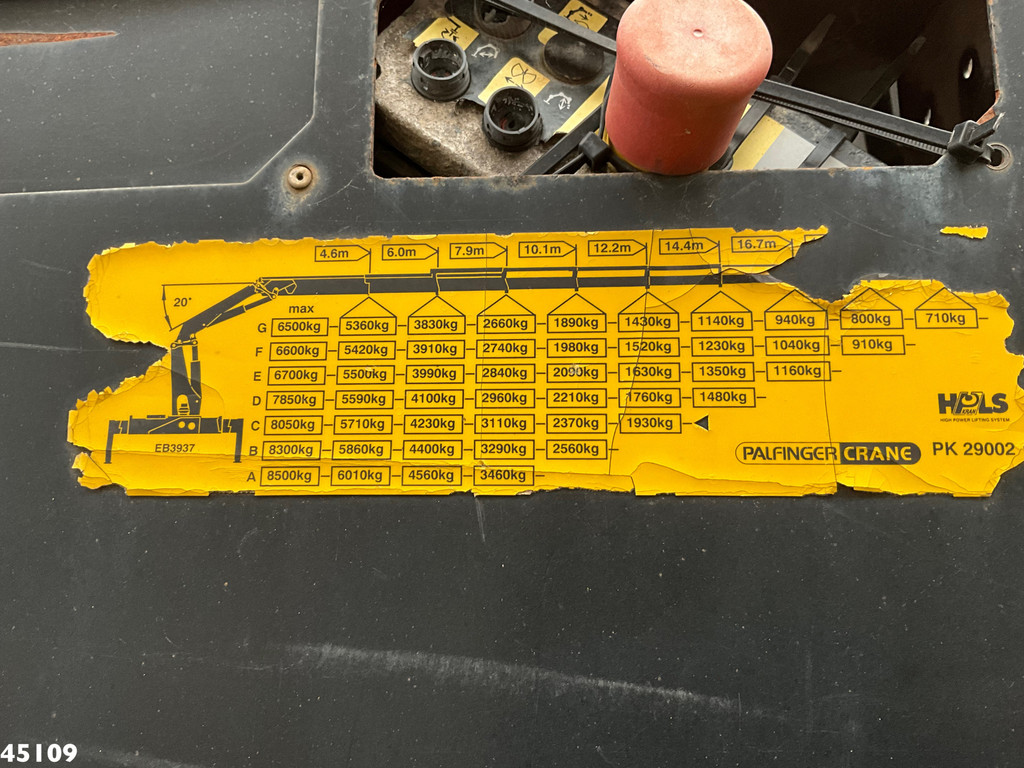 4.6m 6.0m 7.9m 10.1m 12.2m 14.4m 16.7m
20°
max
G 6500kg 5360kg 3830kg 2660kg 1890kg 1430kg 1140kg 940kg 800kg 710kg
F 6600kg 5420kg 3910kg 2740kg 1980kg 1520kg 1230kg 1040kg 910kg
E 6700kg 5500kg 3990kg 2840kg 2090kg 1630kg 1350kg 1160kg
D 7850kg 5590kg 4100kg 2960kg 2210kg 1760kg 1480kg
C 8050kg 5710kg 4230kg 3110kg 2370kg 1930kg
B 8300kg 5860kg 4400kg 3290kg 2560kg
A 8500kg 6010kg 4560kg 3460kg
EB3937
HPLS
HIGH POWER LIFTING SYSTEM
PALFINGER CRANE PK 29002
45109